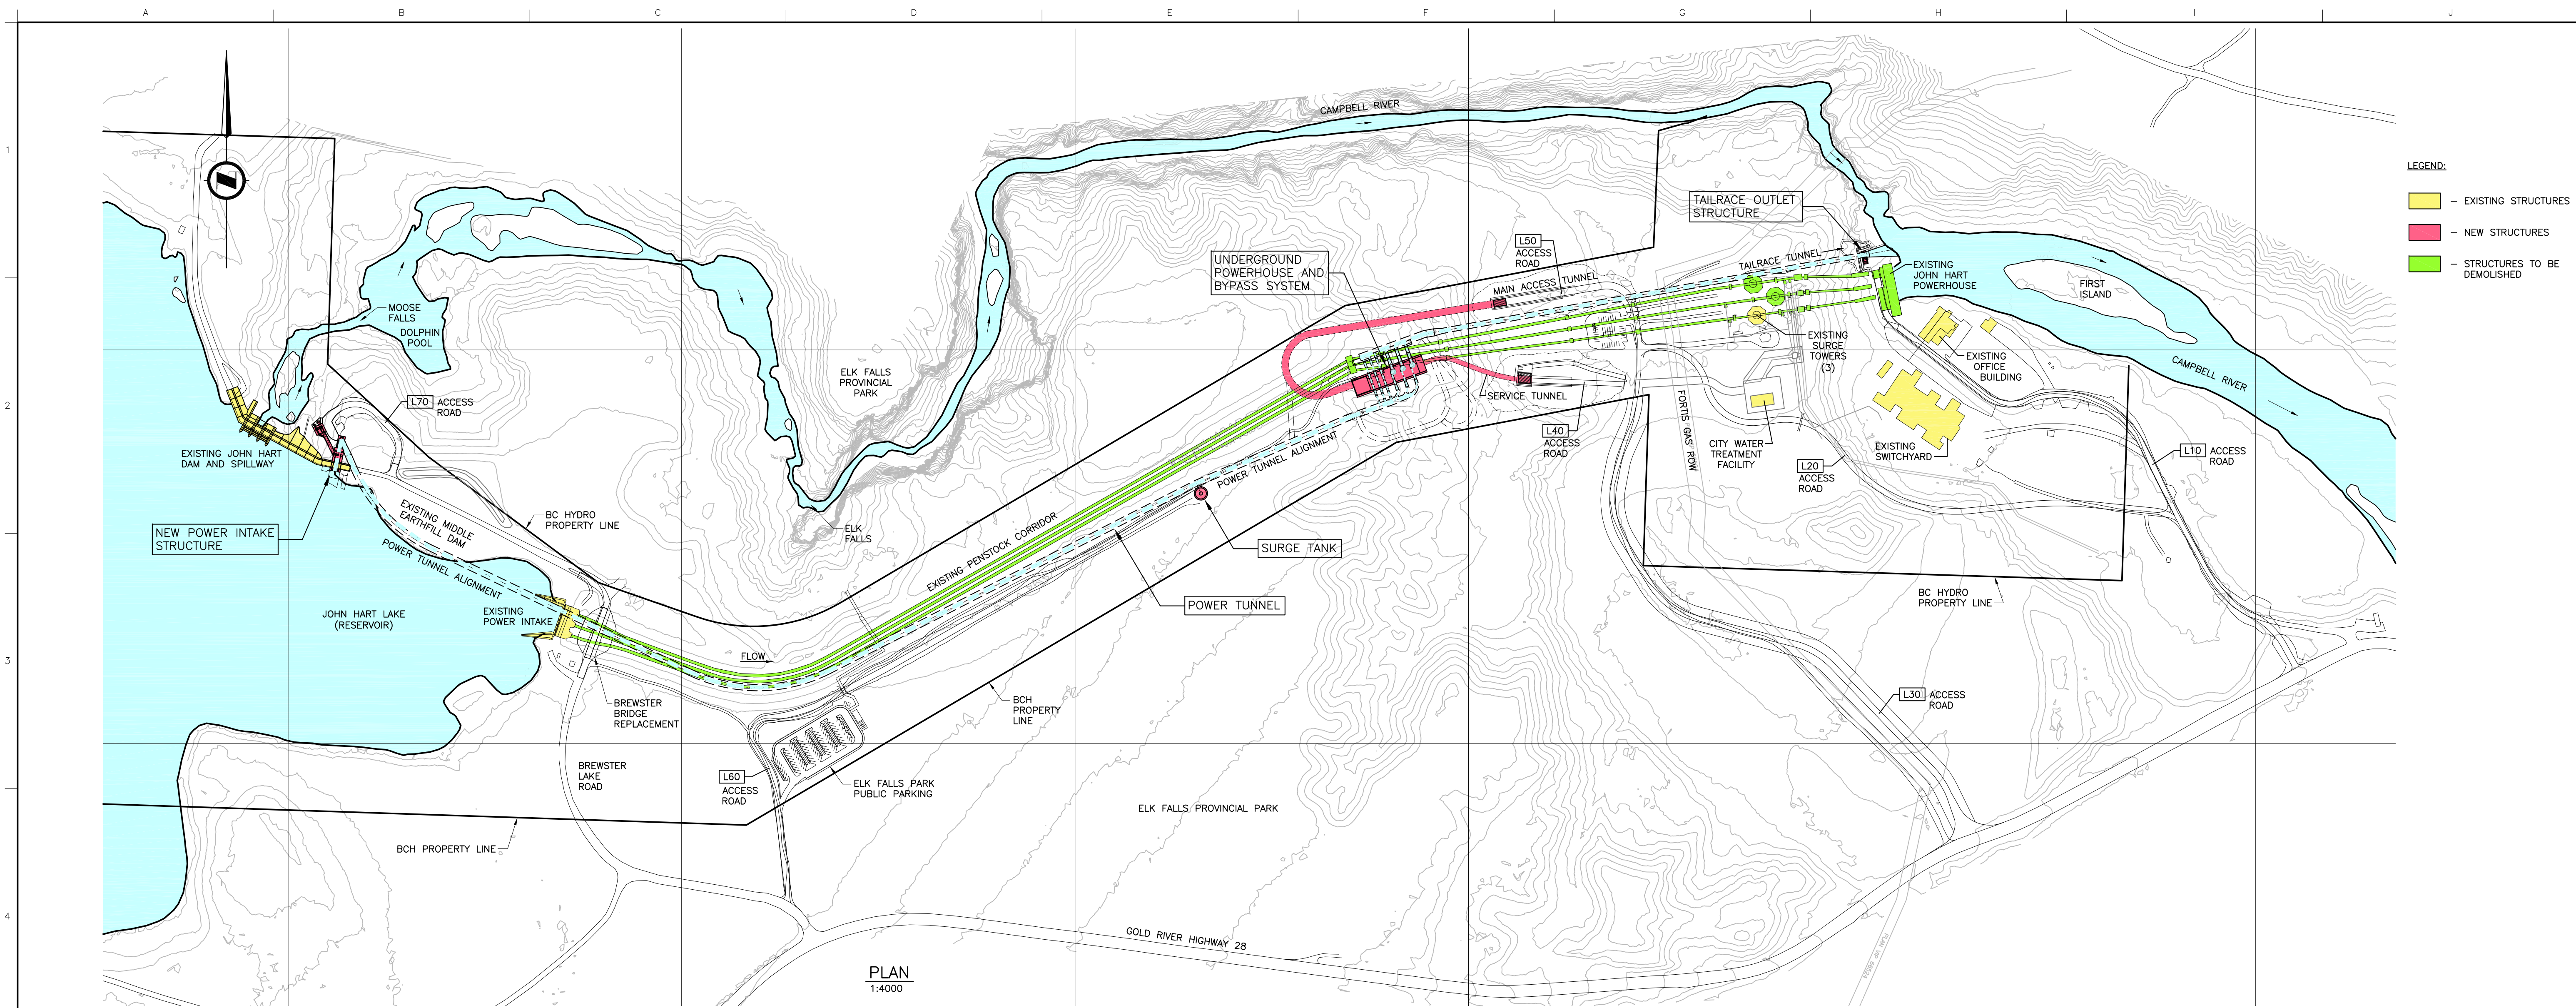 A B C D E F G H I J
1
2
3
4
CAMPBELL RIVER
LEGEND:
– EXISTING STRUCTURES
– NEW STRUCTURES
– STRUCTURES TO BE
DEMOLISHED
TAILRACE OUTLET
STRUCTURE
L50
ACCESS
ROAD
UNDERGROUND
POWERHOUSE AND
BYPASS SYSTEM
TAILRACE TUNNEL
MAIN ACCESS TUNNEL
EXISTING
JOHN HART
POWERHOUSE
FIRST
ISLAND
MOOSE
FALLS
DOLPHIN
POOL
EXISTING
SURGE
TOWERS
(3)
EXISTING
OFFICE
BUILDING
CAMPBELL RIVER
ELK FALLS
PROVINCIAL
PARK
L70 ACCESS
ROAD
SERVICE TUNNEL
FORTIS GAS ROW
L40
ACCESS
ROAD
CITY WATER
TREATMENT
FACILITY
EXISTING
SWITCHYARD
L20
ACCESS
ROAD
L10 ACCESS
ROAD
EXISTING JOHN HART
DAM AND SPILLWAY
POWER TUNNEL ALIGNMENT
EXISTING MIDDLE
EARTHFILL DAM
BC HYDRO
PROPERTY LINE
ELK
FALLS
NEW POWER INTAKE
STRUCTURE
POWER TUNNEL ALIGNMENT
EXISTING PENSTOCK CORRIDOR
SURGE TANK
POWER TUNNEL
BC HYDRO
PROPERTY LINE
JOHN HART LAKE
(RESERVOIR)
EXISTING
POWER INTAKE
FLOW
BREWSTER
BRIDGE
REPLACEMENT
BCH
PROPERTY
LINE
L30 ACCESS
ROAD
BREWSTER
LAKE
ROAD
L60
ACCESS
ROAD
ELK FALLS PARK
PUBLIC PARKING
ELK FALLS PROVINCIAL PARK
BCH PROPERTY LINE
GOLD RIVER HIGHWAY 28
PLAN
1:4000